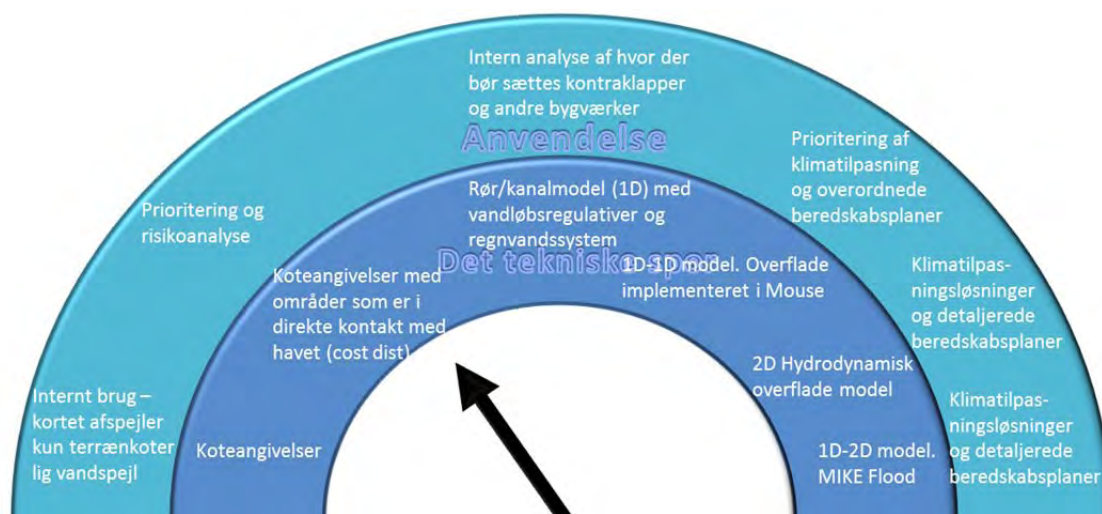 Intern analyse af hvor der
bør sættes kontraklapper
og andre bygværker
Anvendelse
Prioritering af
klimatilpasning
og overordnede
beredskabsplaner
Prioritering og
risikoanalyse
Rør/kanalmodel (1D) med
vandløbsregulativer og
regnvandssystem
Det tekniske spor
1D-1D model. Overflade
implementeret i Mouse
Koteangivelser med
områder som er i
direkte kontakt med
havet (cost dist)
Klimatilpas-
ningsløsninger
og detaljerede
beredskabsplaner
2D Hydrodynamisk
overflade model
Internt brug –
kortet afspejler
kun terrænkoter
lig vandspejl
Koteangivelser
1D-2D model.
MIKE Flood
Klimatilpas-
ningsløsninger
og detaljerede
beredskabsplaner